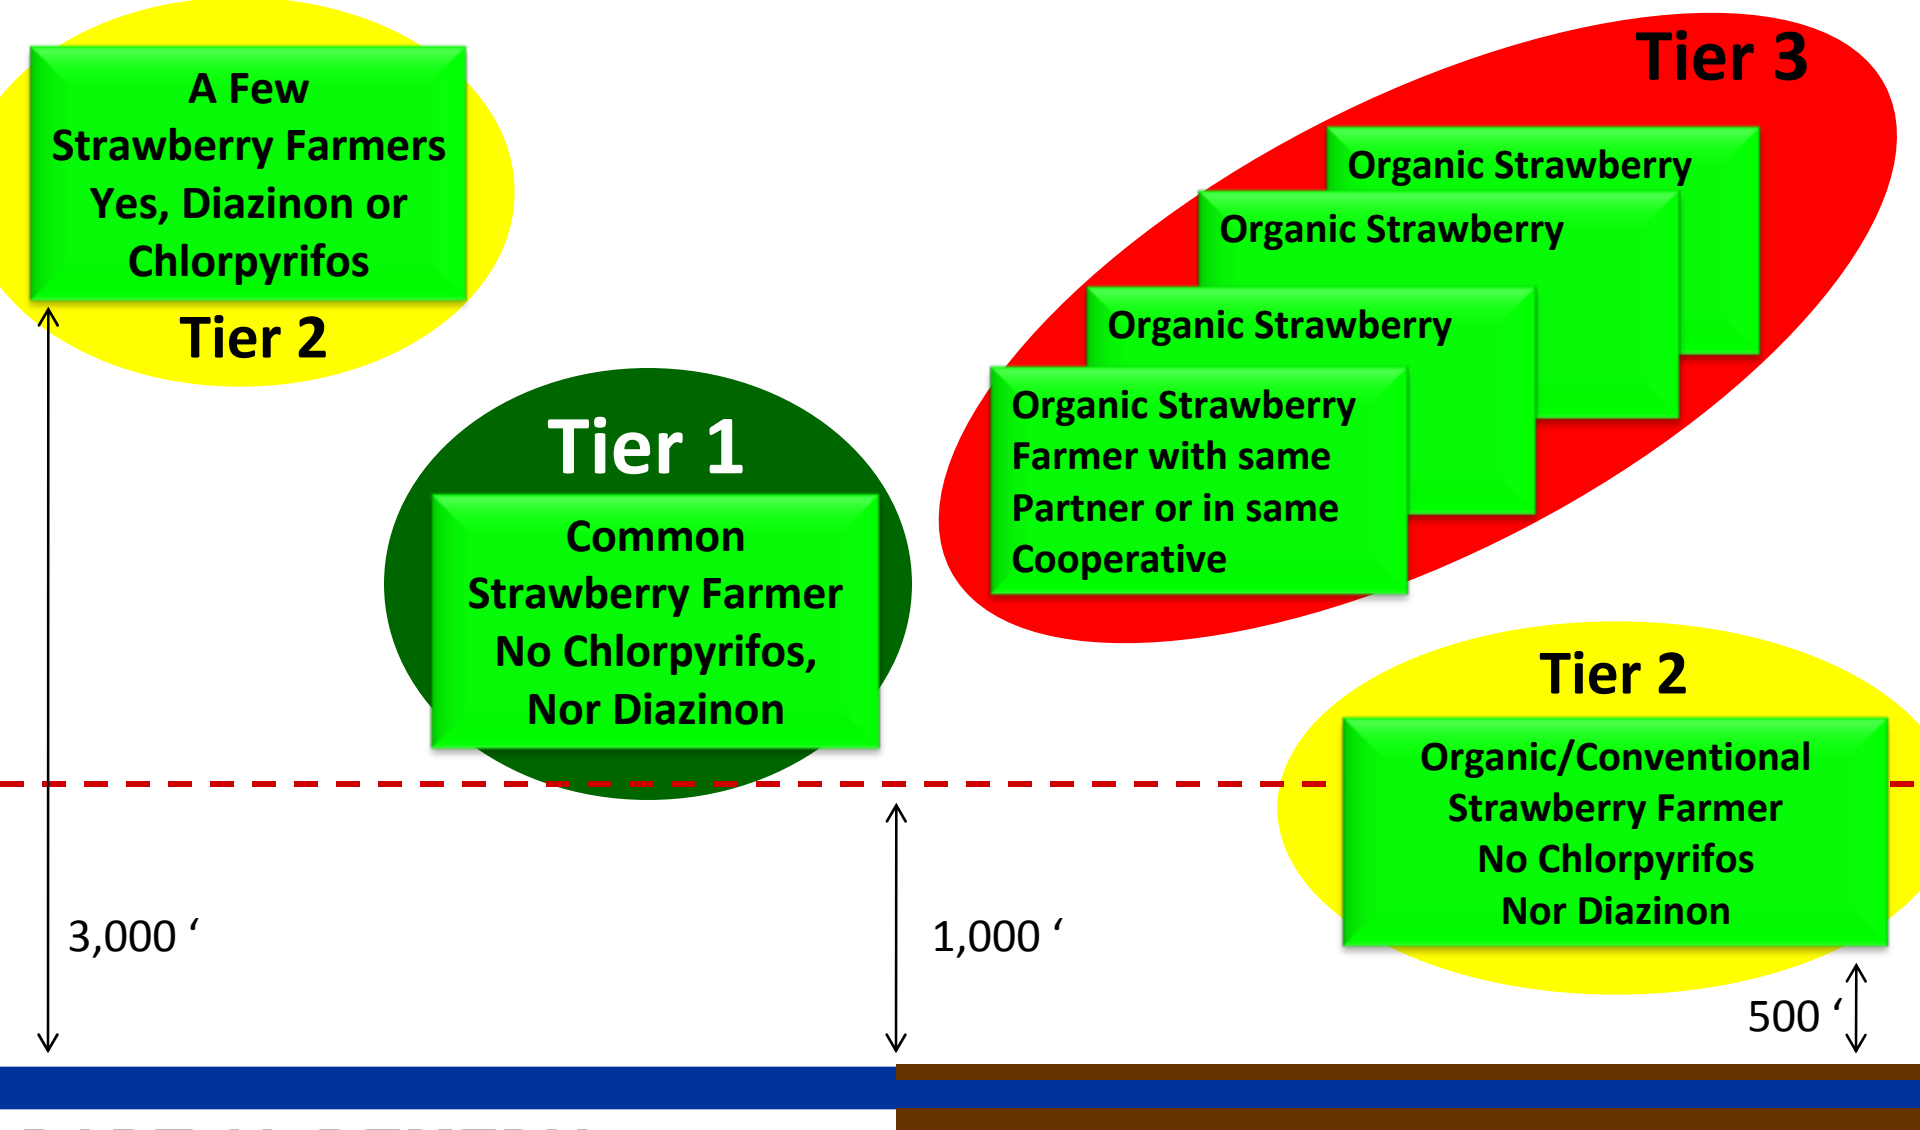 A Few
Strawberry Farmers
Yes, Diazinon or
Chlorpyrifos
Tier 2
Tier 1
Common
Strawberry Farmer
No Chlorpyrifos,
Nor Diazinon
Tier 3
Organic Strawberry
Organic Strawberry
Organic Strawberry
Organic Strawberry
Farmer with same
Partner or in same
Cooperative
Tier 2
Organic/Conventional
Strawberry Farmer
No Chlorpyrifos
Nor Diazinon
3,000 ‘
1,000 ‘
500 ‘